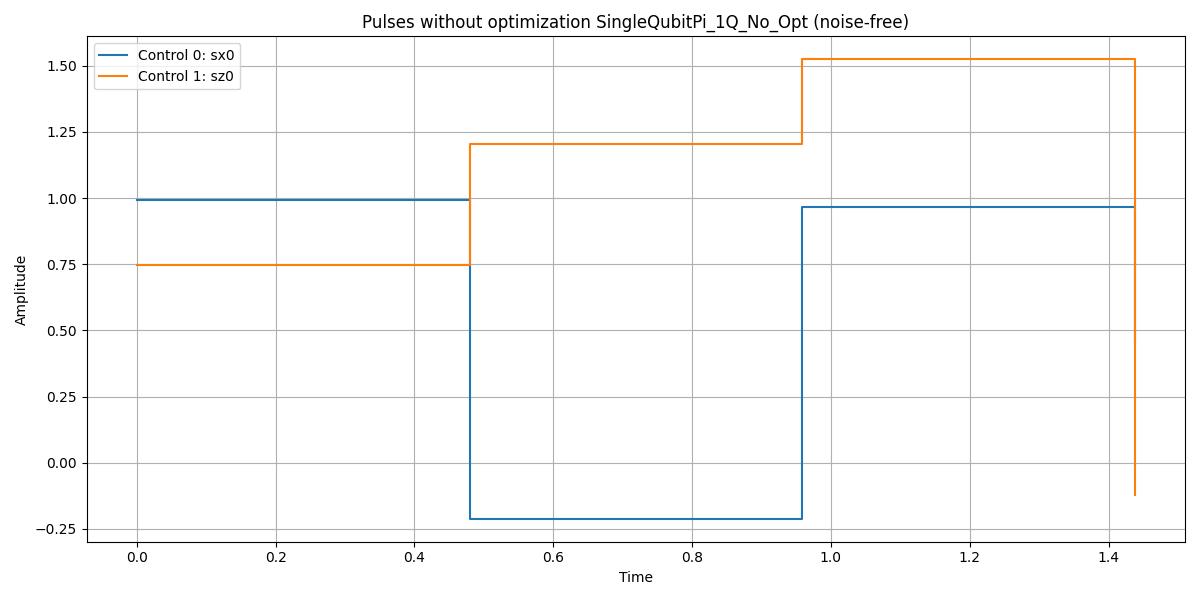 Pulses without optimization SingleQubitPi_1Q_No_Opt (noise-free)
Control 0: sx0
Control 1: sz0
Amplitude
1.50
1.25
1.00
0.75
0.50
0.25
0.00
−0.25
0.0 0.2 0.4 0.6 0.8 1.0 1.2 1.4
Time